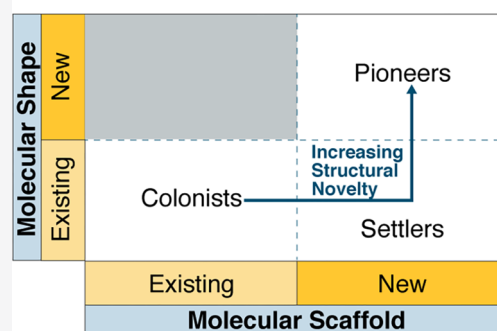 Molecular Shape
New
Existing
Pioneers
Increasing
Structural
Novelty
Colonists
Settlers
Existing
New
Molecular Scaffold